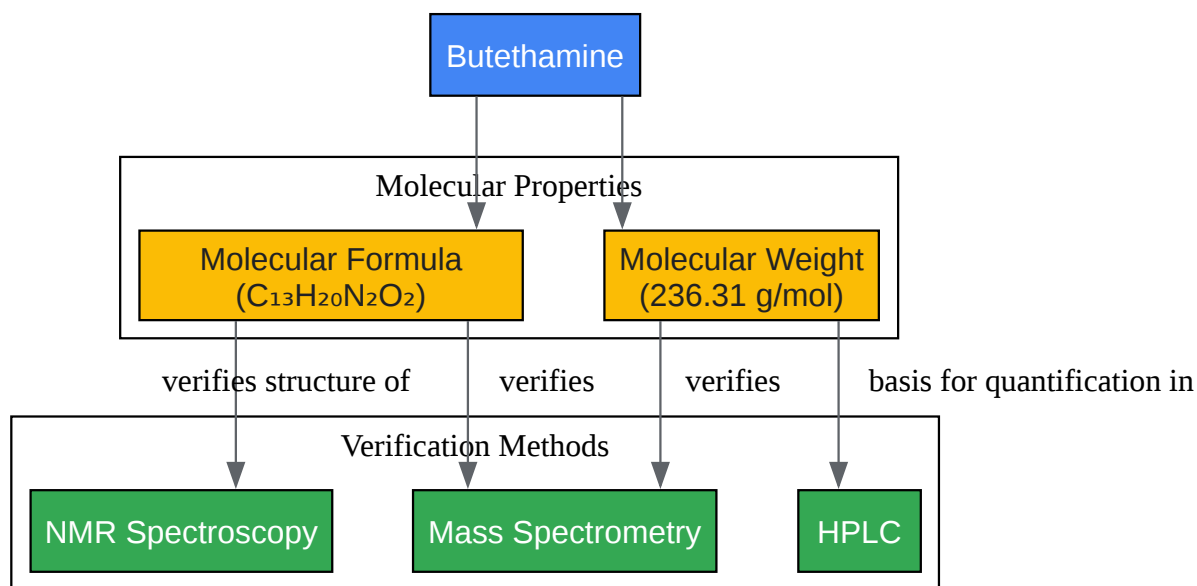 Butethamine
Molecular Properties
Molecular Formula
(C₁₃H₂₀N₂O₂)
Molecular Weight
(236.31 g/mol)
verifies structure of
verifies
verifies
basis for quantification in
Verification Methods
NMR Spectroscopy
Mass Spectrometry
HPLC